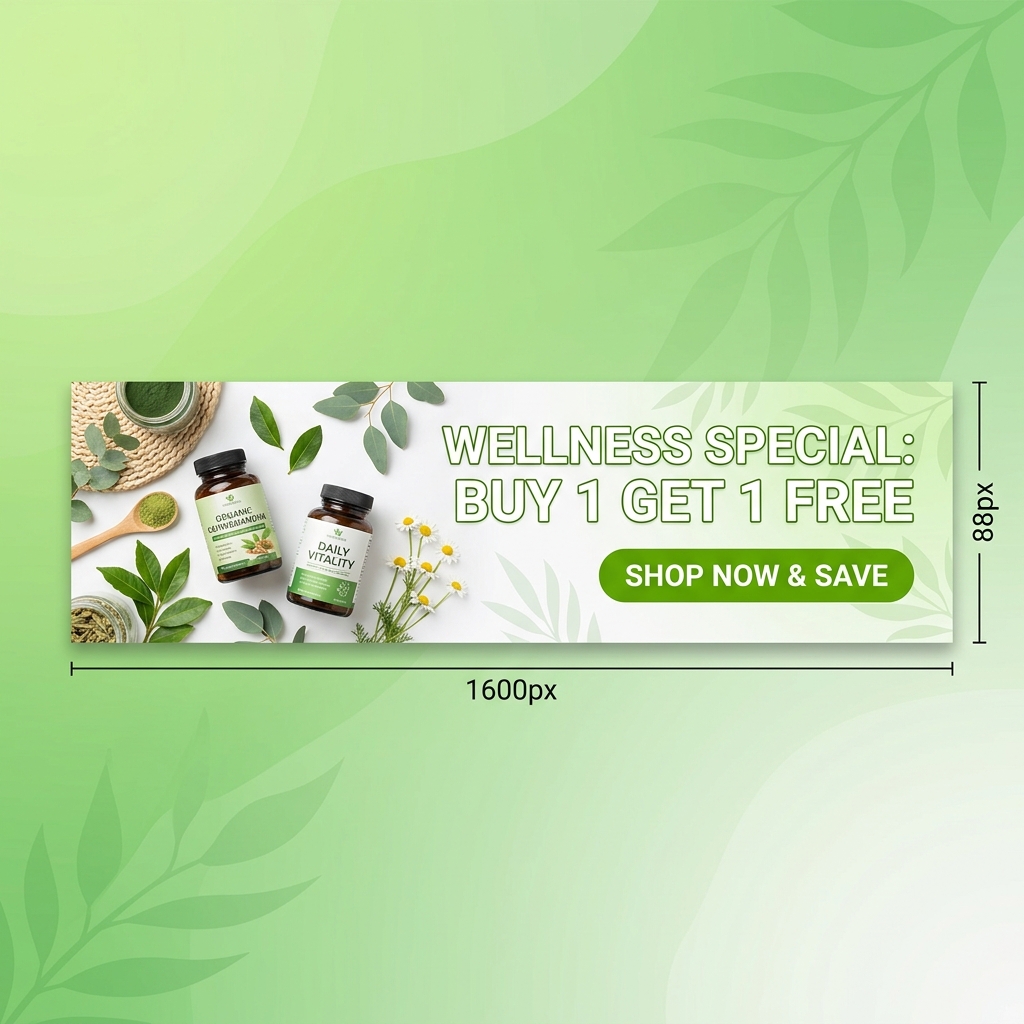 WELLNESS SPECIAL:
BUY 1 GET 1 FREE
SHOP NOW & SAVE
DAILY
VITALITY
88px
1600px